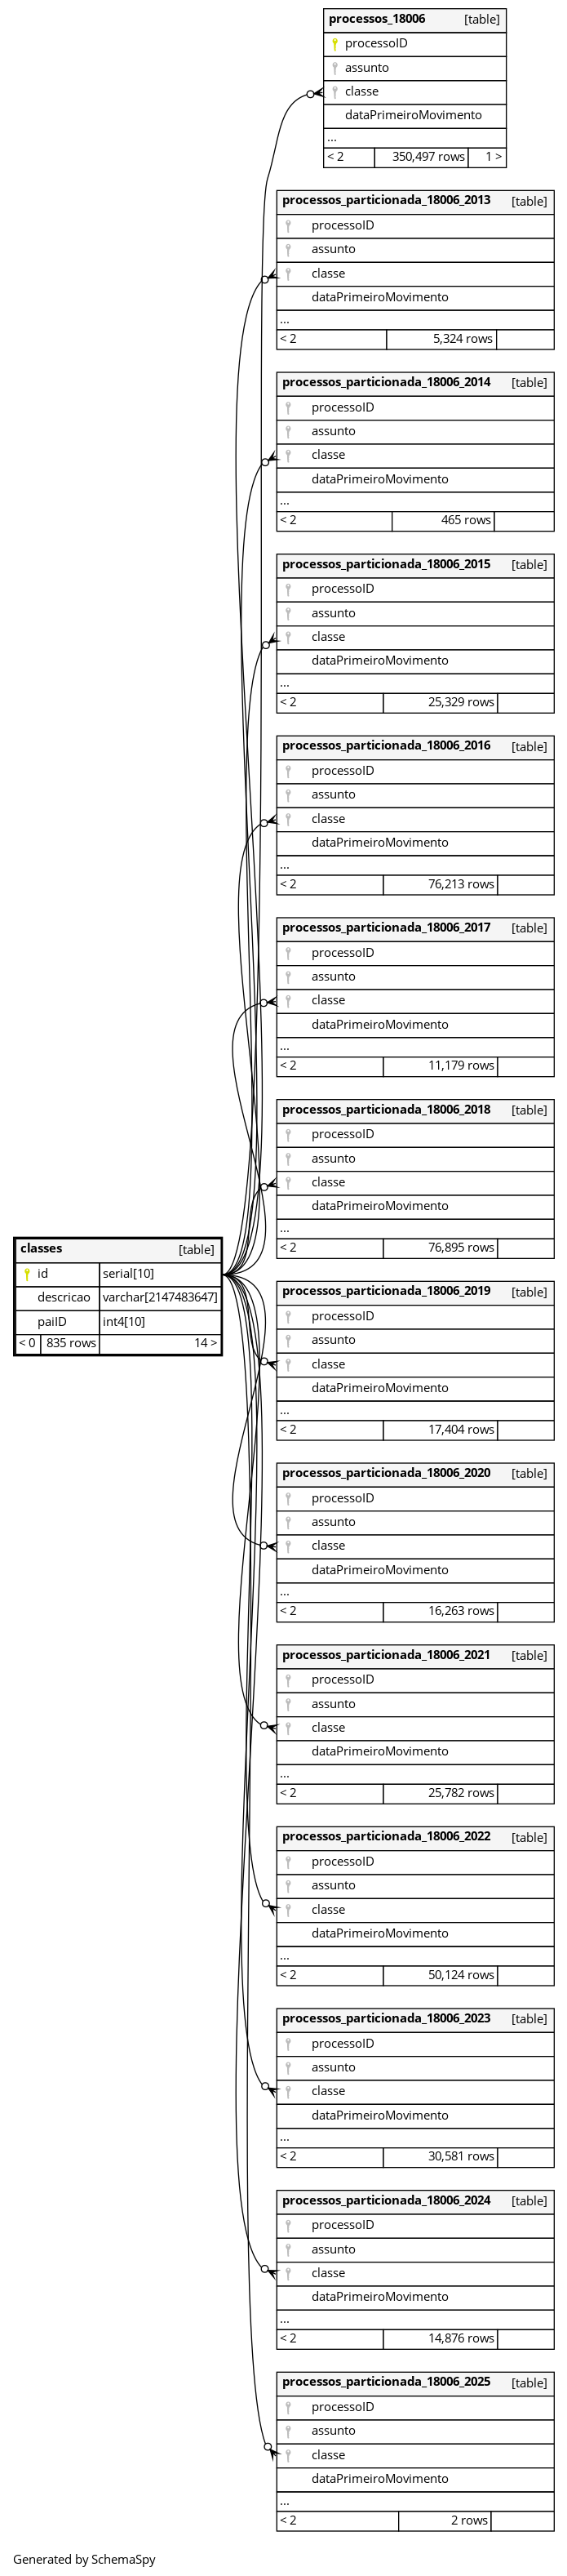 processos_18006 [table]
processoID
assunto
classe
dataPrimeiroMovimento
...
< 2 350,497 rows 1 >
processos_particionada_18006_2013 [table]
processoID
assunto
classe
dataPrimeiroMovimento
...
< 2 5,324 rows
processos_particionada_18006_2014 [table]
processoID
assunto
classe
dataPrimeiroMovimento
...
< 2 465 rows
processos_particionada_18006_2015 [table]
processoID
assunto
classe
dataPrimeiroMovimento
...
< 2 25,329 rows
processos_particionada_18006_2016 [table]
processoID
assunto
classe
dataPrimeiroMovimento
...
< 2 76,213 rows
processos_particionada_18006_2017 [table]
processoID
assunto
classe
dataPrimeiroMovimento
...
< 2 11,179 rows
processos_particionada_18006_2018 [table]
processoID
assunto
classe
dataPrimeiroMovimento
...
< 2 76,895 rows
classes [table]
id serial[10]
descricao varchar[2147483647]
paiID int4[10]
< 0 835 rows 14 >
processos_particionada_18006_2019 [table]
processoID
assunto
classe
dataPrimeiroMovimento
...
< 2 17,404 rows
processos_particionada_18006_2020 [table]
processoID
assunto
classe
dataPrimeiroMovimento
...
< 2 16,263 rows
processos_particionada_18006_2021 [table]
processoID
assunto
classe
dataPrimeiroMovimento
...
< 2 25,782 rows
processos_particionada_18006_2022 [table]
processoID
assunto
classe
dataPrimeiroMovimento
...
< 2 50,124 rows
processos_particionada_18006_2023 [table]
processoID
assunto
classe
dataPrimeiroMovimento
...
< 2 30,581 rows
processos_particionada_18006_2024 [table]
processoID
assunto
classe
dataPrimeiroMovimento
...
< 2 14,876 rows
processos_particionada_18006_2025 [table]
processoID
assunto
classe
dataPrimeiroMovimento
...
< 2 2 rows
Generated by SchemaSpy